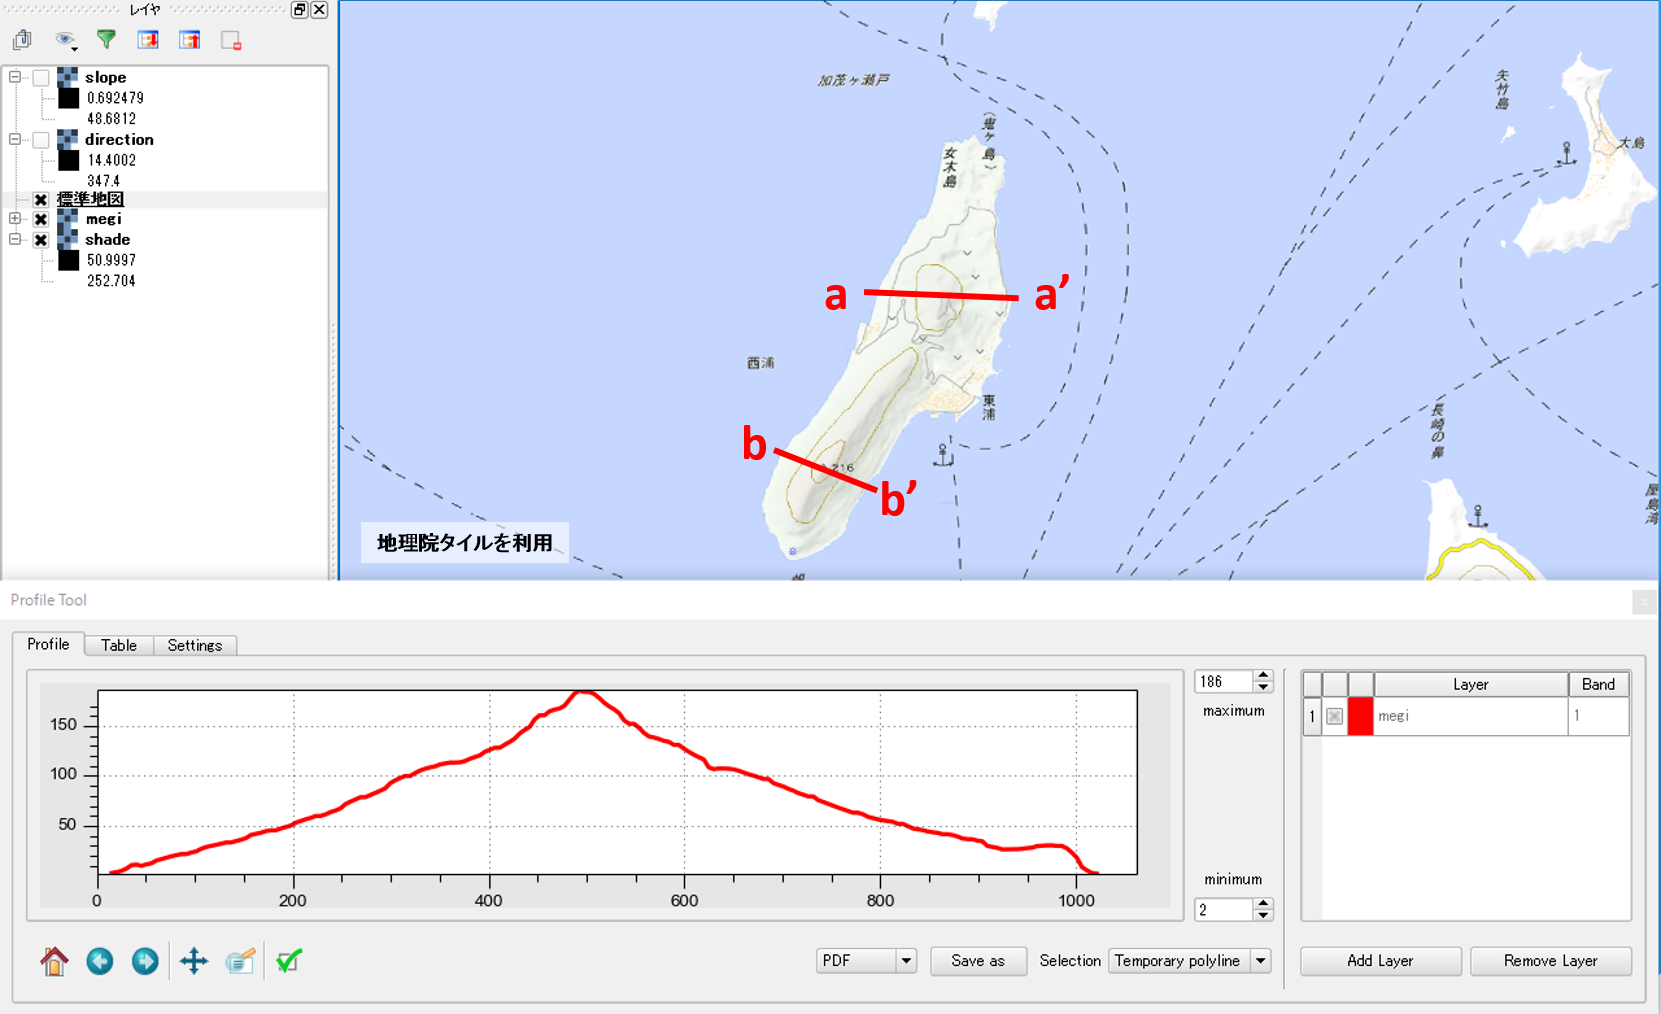 レイヤ
slope
0.692479
48.6812
direction
14.4002
347.4
標準地図
megi
shade
50.9997
252.704
加茂ヶ瀬戸
(鬼ヶ島)
女木島
矢竹島
大島
a
a’
西浦
東浦
長崎の鼻
b
216
b’
屋島湾
地理院タイルを利用
Profile Tool
Profile
Table
Settings
150
100
50
0
200
400
600
800
1000
186
maximum
minimum
2
Layer
Band
1
megi
1
PDF
Save as
Selection
Temporary polyline
Add Layer
Remove Layer